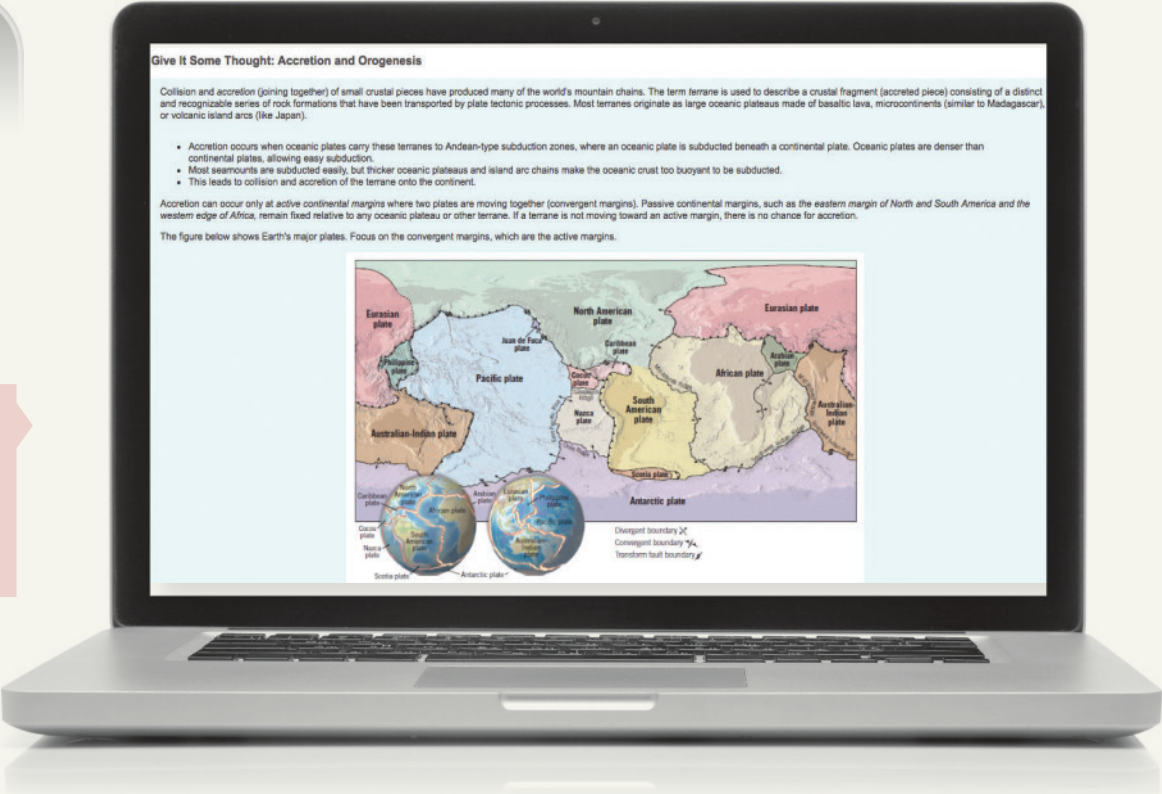 Give It Some Thought: Accretion and Orogenesis
Collision and accretion (joining together) of small crustal pieces have produced many of the world's mountain chains. The term terrane is used to describe a crustal fragment (accreted piece) consisting of a distinct
and recognizable series of rock formations that have been transported by plate tectonic processes. Most terranes originate as large oceanic plateaus made of basaltic lava, microcontinents (similar to Madagascar),
or volcanic island arcs (like Japan).
• Accretion occurs when oceanic plates carry these terranes to Andean-type subduction zones, where an oceanic plate is subducted beneath a continental plate. Oceanic plates are denser than
continental plates, allowing easy subduction.
• Most seamounts are subducted easily, but thicker oceanic plateaus and island arc chains make the oceanic crust too buoyant to be subducted.
• This leads to collision and accretion of the terrane onto the continent.
Accretion can occur only at active continental margins where two plates are moving together (convergent margins). Passive continental margins, such as the eastern margin of North and South America and the
western edge of Africa, remain fixed relative to any oceanic plateau or other terrane. If a terrane is not moving toward an active margin, there is no chance for accretion.
The figure below shows Earth's major plates. Focus on the convergent margins, which are the active margins.
Eurasian
plate
North American
plate
Eurasian plate
Juan de Fuca
plate
Caribbean
plate
Philippine
plate
Arabian
plate
Pacific plate
Cocos
plate
African plate
Nazca
plate
South
American
plate
Australian-Indian plate
Australian-
Indian
plate
Scotia plate
Antarctic plate
Caribbean
plate
North
American
plate
African plate
Arabian
plate
Eurasian
plate
Philippine
plate
Cocos
plate
South
American
plate
Pacific plate
Nazca
plate
Australian-
Indian
plate
Scotia plate
Antarctic plate
Divergent boundary
Convergent boundary
Transform fault boundary